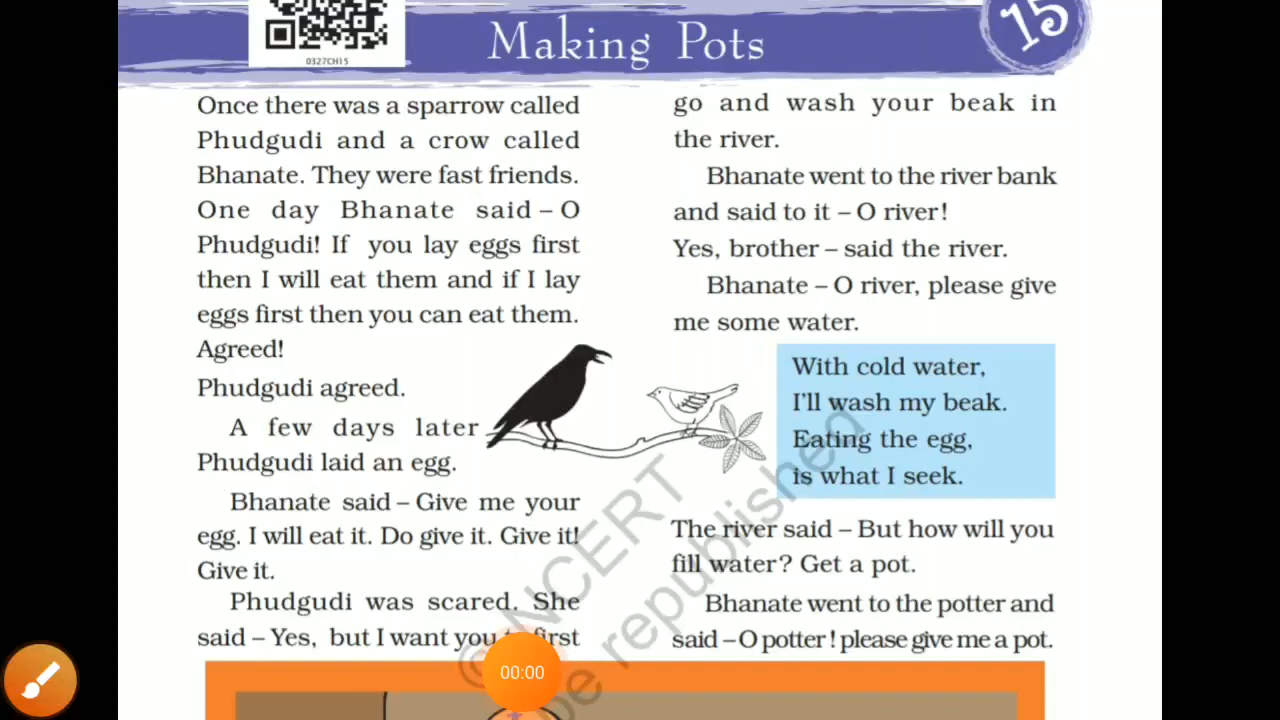 0327CH15
Making Pots
15
Once there was a sparrow called
Phudgudi and a crow called
Bhanate. They were fast friends.
One day Bhanate said – O
Phudgudi! If you lay eggs first
then I will eat them and if I lay
eggs first then you can eat them.
Agreed!
Phudgudi agreed.
A few days later
Phudgudi laid an egg.
Bhanate said – Give me your
egg. I will eat it. Do give it. Give it!
Give it.
Phudgudi was scared. She
said – Yes, but I want you to first
go and wash your beak in
the river.
Bhanate went to the river bank
and said to it – O river!
Yes, brother – said the river.
Bhanate – O river, please give
me some water.
With cold water,
I'll wash my beak.
Eating the egg,
is what I seek.
The river said – But how will you
fill water? Get a pot.
Bhanate went to the potter and
said – O potter ! please give me a pot.
© NCERT
be republished
00:00